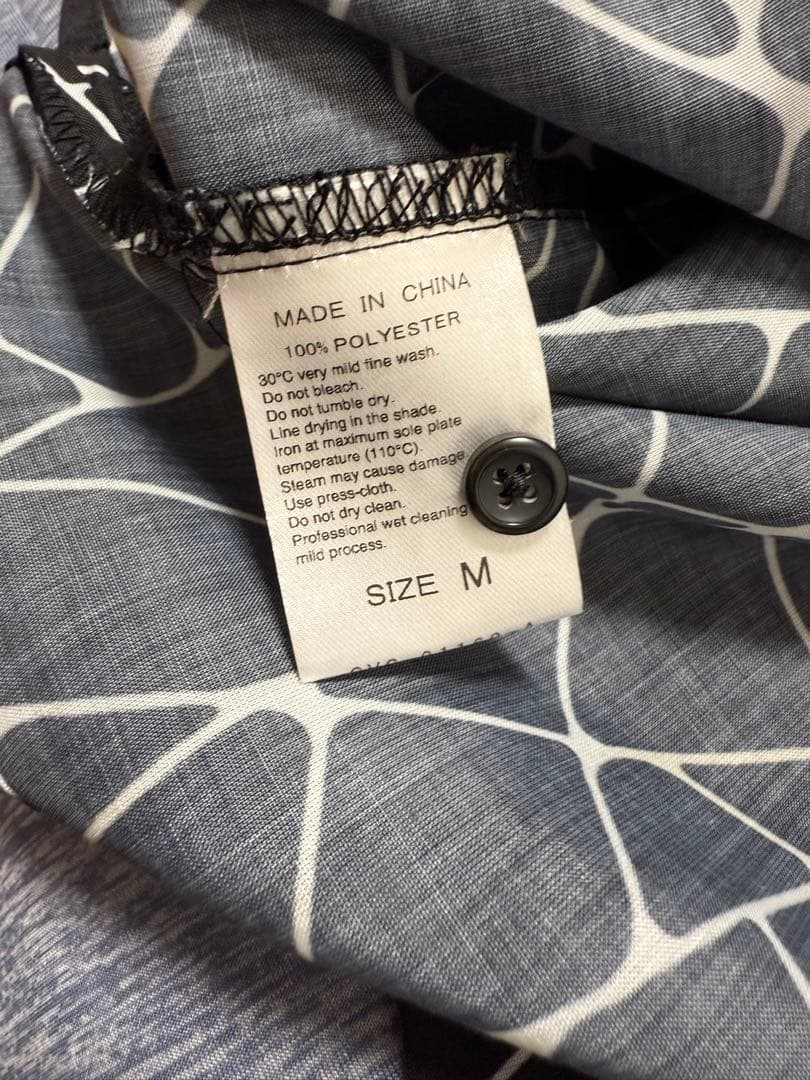 MADE IN CHINA
100% POLYESTER
30°C very mild fine wash.
Do not bleach.
Do not tumble dry.
Line drying in the shade.
Iron at maximum sole plate
temperature (110°C).
Steam may cause damage.
Use press-cloth.
Do not dry clean.
Professional wet cleaning
mild process.
SIZE M